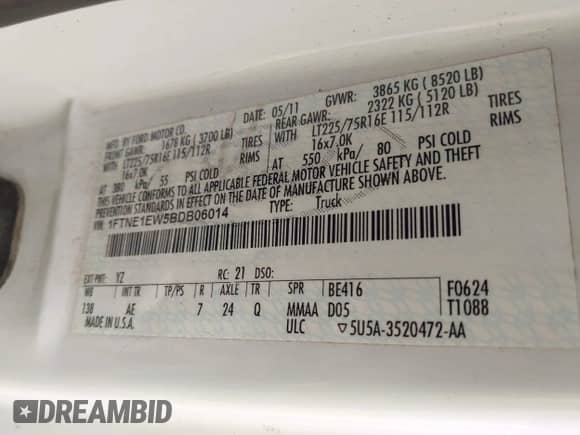 MFD. BY FORD MOTOR CO.
DATE: 05/11 GVWR: 3865 KG ( 8520 LB)
FRONT GAWR: 1678 KG ( 3700 LB) REAR GAWR: 2322 KG ( 5120 LB)
WITH LT225/75R16E 115/112R TIRES WITH LT225/75R16E 115/112R TIRES
16x7.0K RIMS 16x7.0K RIMS
AT 380 kPa/ 55 PSI COLD AT 550 kPa/ 80 PSI COLD
THIS VEHICLE CONFORMS TO ALL APPLICABLE FEDERAL MOTOR VEHICLE SAFETY AND THEFT
PREVENTION STANDARDS IN EFFECT ON THE DATE OF MANUFACTURE SHOWN ABOVE.
VIN: 1FTNE1EW5BDB06014
TYPE: Truck
EXT PNT: YZ RC: 21 DSO:
WB INT TR TP/PS R AXLE TR SPR BE416 F0624
138 AE 7 24 Q MMAA D05 T1088
MADE IN U.S.A. ULC ▽5U5A-3520472-AA
DREAMBID